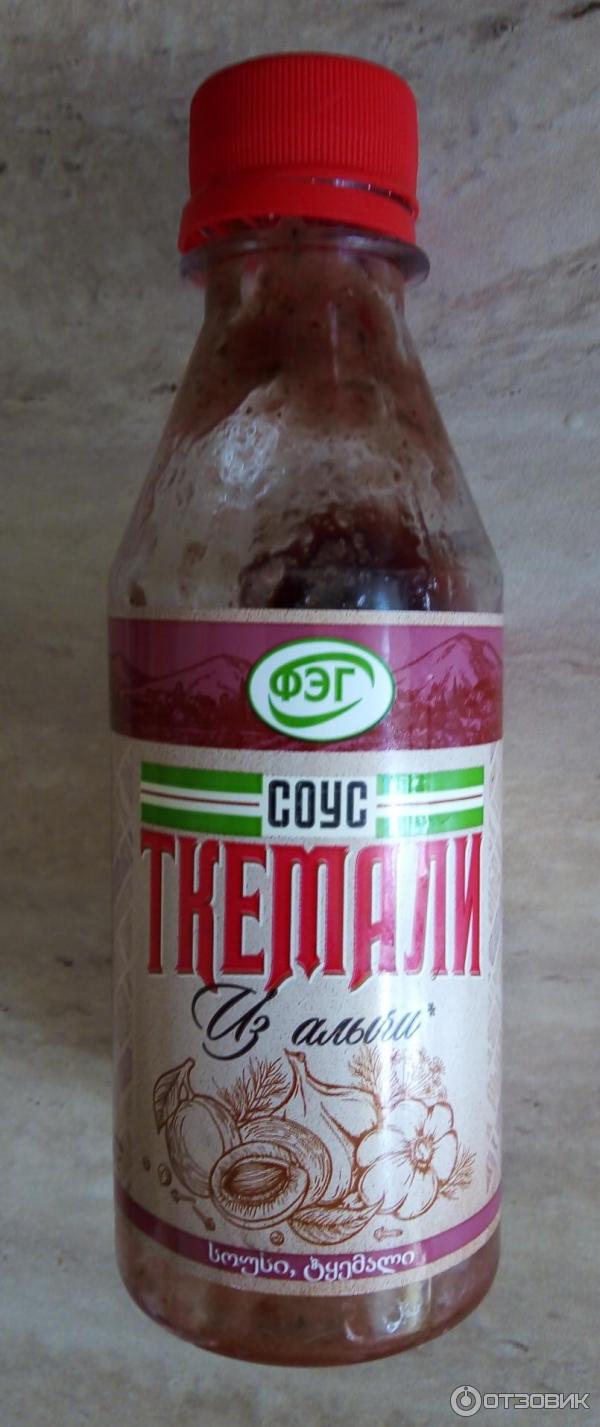 ФЭГ
СОУС
ТКЕМАЛИ
Из алычи*
სოუსი, ტყემალი
ОТЗОВИК